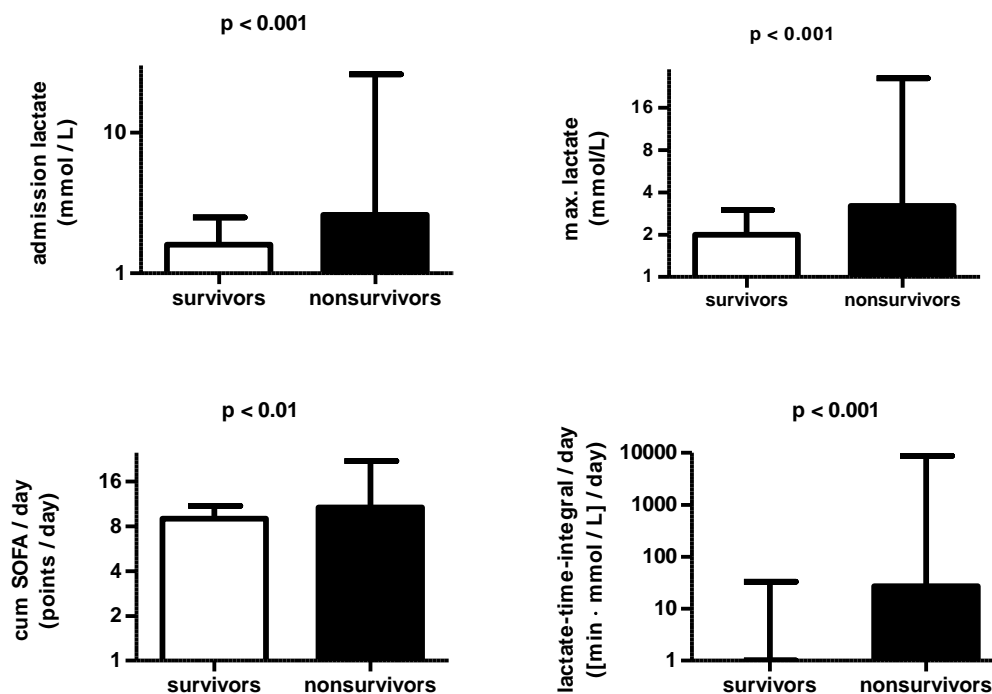 p < 0.001
admission lactate
(mmol / L)
10
1
survivors
nonsurvivors
p < 0.001
max. lactate
(mmol/L)
16
8
4
2
1
survivors
nonsurvivors
p < 0.01
cum SOFA / day
(points / day)
16
8
4
2
1
survivors
nonsurvivors
p < 0.001
lactate-time-integral / day
([min · mmol / L] / day)
10000
1000
100
10
1
survivors
nonsurvivors